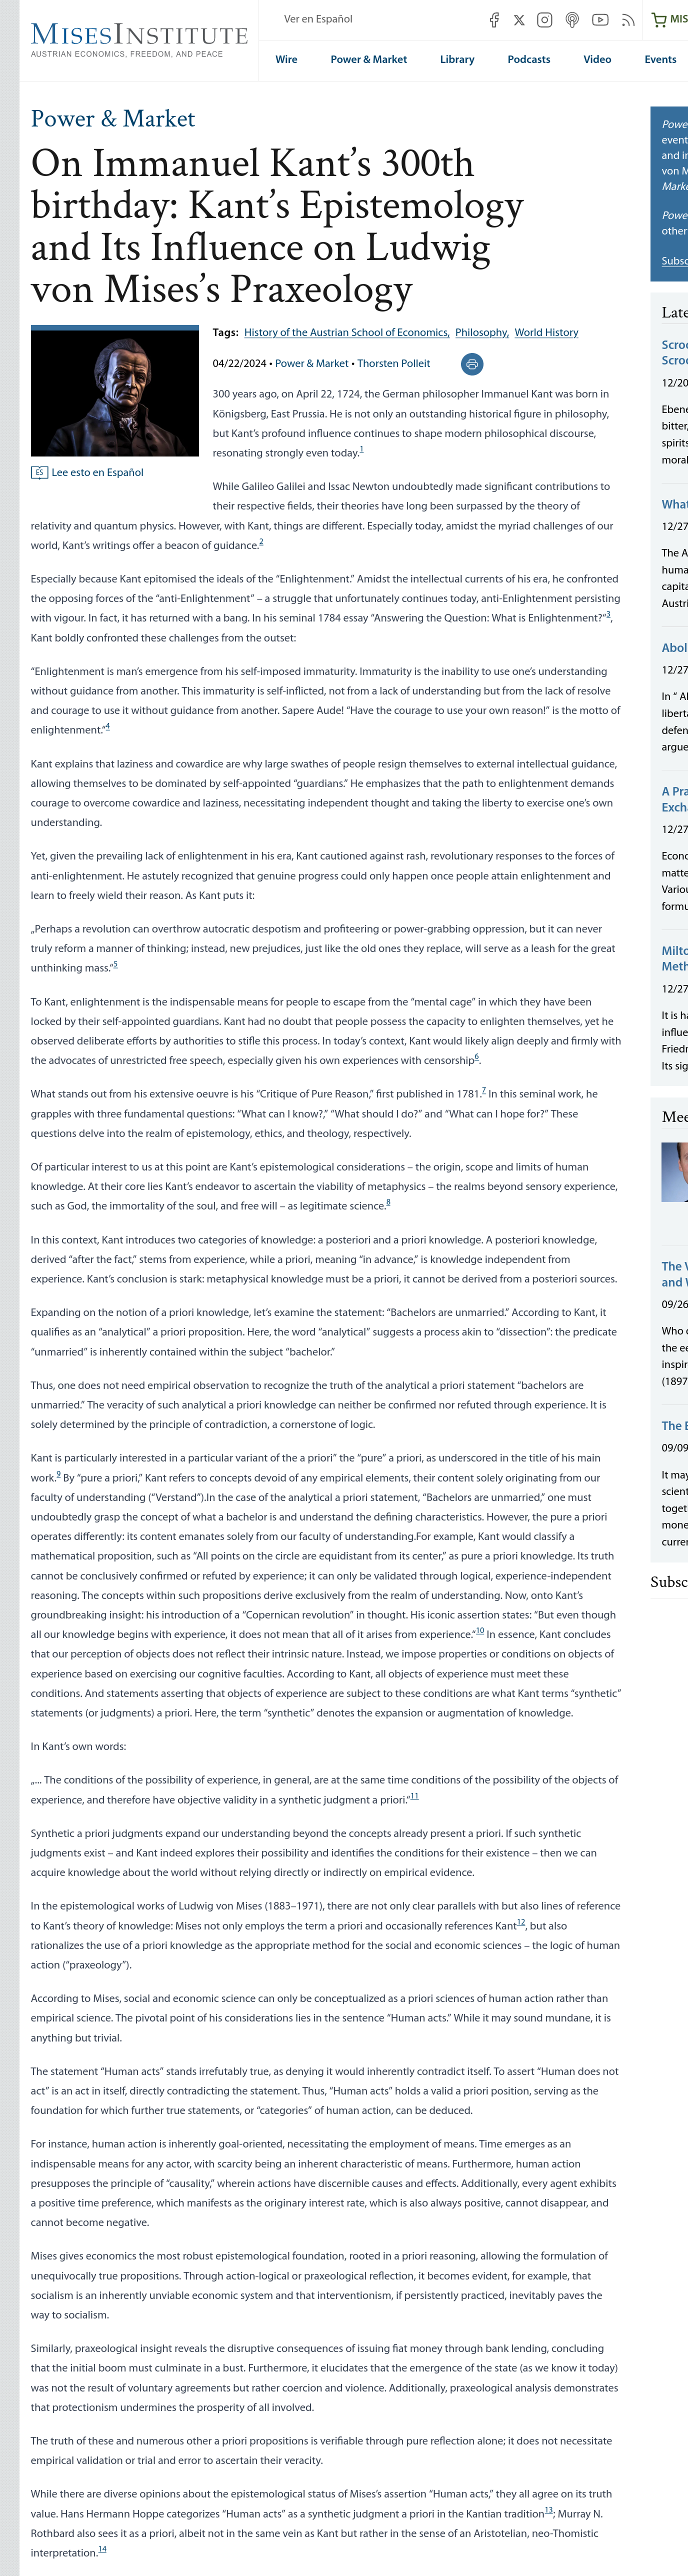 MISESINSTITUTE
AUSTRIAN ECONOMICS, FREEDOM, AND PEACE
Ver en Español
MIS
Wire
Power & Market
Library
Podcasts
Video
Events
Power & Market
On Immanuel Kant’s 300th
birthday: Kant’s Epistemology
and Its Influence on Ludwig
von Mises’s Praxeology
ES Lee esto en Español
Tags: History of the Austrian School of Economics, Philosophy, World History
04/22/2024 • Power & Market • Thorsten Polleit
300 years ago, on April 22, 1724, the German philosopher Immanuel Kant was born in
Königsberg, East Prussia. He is not only an outstanding historical figure in philosophy,
but Kant’s profound influence continues to shape modern philosophical discourse,
resonating strongly even today.1
While Galileo Galilei and Issac Newton undoubtedly made significant contributions to
their respective fields, their theories have long been surpassed by the theory of
relativity and quantum physics. However, with Kant, things are different. Especially today, amidst the myriad challenges of our
world, Kant’s writings offer a beacon of guidance.2
Especially because Kant epitomised the ideals of the “Enlightenment.” Amidst the intellectual currents of his era, he confronted
the opposing forces of the “anti-Enlightenment” – a struggle that unfortunately continues today, anti-Enlightenment persisting
with vigour. In fact, it has returned with a bang. In his seminal 1784 essay “Answering the Question: What is Enlightenment?”3,
Kant boldly confronted these challenges from the outset:
“Enlightenment is man’s emergence from his self-imposed immaturity. Immaturity is the inability to use one’s understanding
without guidance from another. This immaturity is self-inflicted, not from a lack of understanding but from the lack of resolve
and courage to use it without guidance from another. Sapere Aude! “Have the courage to use your own reason!” is the motto of
enlightenment.”4
Kant explains that laziness and cowardice are why large swathes of people resign themselves to external intellectual guidance,
allowing themselves to be dominated by self-appointed “guardians.” He emphasizes that the path to enlightenment demands
courage to overcome cowardice and laziness, necessitating independent thought and taking the liberty to exercise one’s own
understanding.
Yet, given the prevailing lack of enlightenment in his era, Kant cautioned against rash, revolutionary responses to the forces of
anti-enlightenment. He astutely recognized that genuine progress could only happen once people attain enlightenment and
learn to freely wield their reason. As Kant puts it:
„Perhaps a revolution can overthrow autocratic despotism and profiteering or power-grabbing oppression, but it can never
truly reform a manner of thinking; instead, new prejudices, just like the old ones they replace, will serve as a leash for the great
unthinking mass.“5
To Kant, enlightenment is the indispensable means for people to escape from the “mental cage” in which they have been
locked by their self-appointed guardians. Kant had no doubt that people possess the capacity to enlighten themselves, yet he
observed deliberate efforts by authorities to stifle this process. In today’s context, Kant would likely align deeply and firmly with
the advocates of unrestricted free speech, especially given his own experiences with censorship6.
What stands out from his extensive oeuvre is his “Critique of Pure Reason,” first published in 1781.7 In this seminal work, he
grapples with three fundamental questions: “What can I know?,” “What should I do?” and “What can I hope for?” These
questions delve into the realm of epistemology, ethics, and theology, respectively.
Of particular interest to us at this point are Kant’s epistemological considerations – the origin, scope and limits of human
knowledge. At their core lies Kant’s endeavor to ascertain the viability of metaphysics – the realms beyond sensory experience,
such as God, the immortality of the soul, and free will – as legitimate science.8
In this context, Kant introduces two categories of knowledge: a posteriori and a priori knowledge. A posteriori knowledge,
derived “after the fact,” stems from experience, while a priori, meaning “in advance,” is knowledge independent from
experience. Kant’s conclusion is stark: metaphysical knowledge must be a priori, it cannot be derived from a posteriori sources.
Expanding on the notion of a priori knowledge, let’s examine the statement: “Bachelors are unmarried.” According to Kant, it
qualifies as an “analytical” a priori proposition. Here, the word “analytical” suggests a process akin to “dissection”: the predicate
“unmarried” is inherently contained within the subject “bachelor.”
Thus, one does not need empirical observation to recognize the truth of the analytical a priori statement “bachelors are
unmarried.” The veracity of such analytical a priori knowledge can neither be confirmed nor refuted through experience. It is
solely determined by the principle of contradiction, a cornerstone of logic.
Kant is particularly interested in a particular variant of the a priori” the “pure” a priori, as underscored in the title of his main
work.9 By “pure a priori,” Kant refers to concepts devoid of any empirical elements, their content solely originating from our
faculty of understanding (“Verstand”).In the case of the analytical a priori statement, “Bachelors are unmarried,” one must
undoubtedly grasp the concept of what a bachelor is and understand the defining characteristics. However, the pure a priori
operates differently: its content emanates solely from our faculty of understanding.For example, Kant would classify a
mathematical proposition, such as “All points on the circle are equidistant from its center,” as pure a priori knowledge. Its truth
cannot be conclusively confirmed or refuted by experience; it can only be validated through logical, experience-independent
reasoning. The concepts within such propositions derive exclusively from the realm of understanding. Now, onto Kant’s
groundbreaking insight: his introduction of a “Copernican revolution” in thought. His iconic assertion states: “But even though
all our knowledge begins with experience, it does not mean that all of it arises from experience.“10 In essence, Kant concludes
that our perception of objects does not reflect their intrinsic nature. Instead, we impose properties or conditions on objects of
experience based on exercising our cognitive faculties. According to Kant, all objects of experience must meet these
conditions. And statements asserting that objects of experience are subject to these conditions are what Kant terms “synthetic”
statements (or judgments) a priori. Here, the term “synthetic” denotes the expansion or augmentation of knowledge.
In Kant’s own words:
„... The conditions of the possibility of experience, in general, are at the same time conditions of the possibility of the objects of
experience, and therefore have objective validity in a synthetic judgment a priori.“11
Synthetic a priori judgments expand our understanding beyond the concepts already present a priori. If such synthetic
judgments exist – and Kant indeed explores their possibility and identifies the conditions for their existence – then we can
acquire knowledge about the world without relying directly or indirectly on empirical evidence.
In the epistemological works of Ludwig von Mises (1883–1971), there are not only clear parallels with but also lines of reference
to Kant’s theory of knowledge: Mises not only employs the term a priori and occasionally references Kant12, but also
rationalizes the use of a priori knowledge as the appropriate method for the social and economic sciences – the logic of human
action (“praxeology”).
According to Mises, social and economic science can only be conceptualized as a priori sciences of human action rather than
empirical science. The pivotal point of his considerations lies in the sentence “Human acts.” While it may sound mundane, it is
anything but trivial.
The statement “Human acts” stands irrefutably true, as denying it would inherently contradict itself. To assert “Human does not
act” is an act in itself, directly contradicting the statement. Thus, “Human acts” holds a valid a priori position, serving as the
foundation for which further true statements, or “categories” of human action, can be deduced.
For instance, human action is inherently goal-oriented, necessitating the employment of means. Time emerges as an
indispensable means for any actor, with scarcity being an inherent characteristic of means. Furthermore, human action
presupposes the principle of “causality,” wherein actions have discernible causes and effects. Additionally, every agent exhibits
a positive time preference, which manifests as the originary interest rate, which is also always positive, cannot disappear, and
cannot become negative.
Mises gives economics the most robust epistemological foundation, rooted in a priori reasoning, allowing the formulation of
unequivocally true propositions. Through action-logical or praxeological reflection, it becomes evident, for example, that
socialism is an inherently unviable economic system and that interventionism, if persistently practiced, inevitably paves the
way to socialism.
Similarly, praxeological insight reveals the disruptive consequences of issuing fiat money through bank lending, concluding
that the initial boom must culminate in a bust. Furthermore, it elucidates that the emergence of the state (as we know it today)
was not the result of voluntary agreements but rather coercion and violence. Additionally, praxeological analysis demonstrates
that protectionism undermines the prosperity of all involved.
The truth of these and numerous other a priori propositions is verifiable through pure reflection alone; it does not necessitate
empirical validation or trial and error to ascertain their veracity.
While there are diverse opinions about the epistemological status of Mises’s assertion “Human acts,” they all agree on its truth
value. Hans Hermann Hoppe categorizes “Human acts” as a synthetic judgment a priori in the Kantian tradition13; Murray N.
Rothbard also sees it as a priori, albeit not in the same vein as Kant but rather in the sense of an Aristotelian, neo-Thomistic
interpretation.14
Powe
event
and in
von M
Marke
Powe
other
Subsc
Late
Scroo
Scroo
12/20
Ebene
bitter,
spirits
moral
What
12/27
The A
huma
capita
Austri
Abol
12/27
In “ Al
liberta
defen
argue
A Pra
Excha
12/27
Econo
matte
Variou
formu
Milto
Meth
12/27
It is ha
influe
Friedr
Its sig
Mee
The V
and V
09/26
Who c
the ee
inspir
(1897
The E
09/09
It may
scient
togeth
mone
curren
Subsc